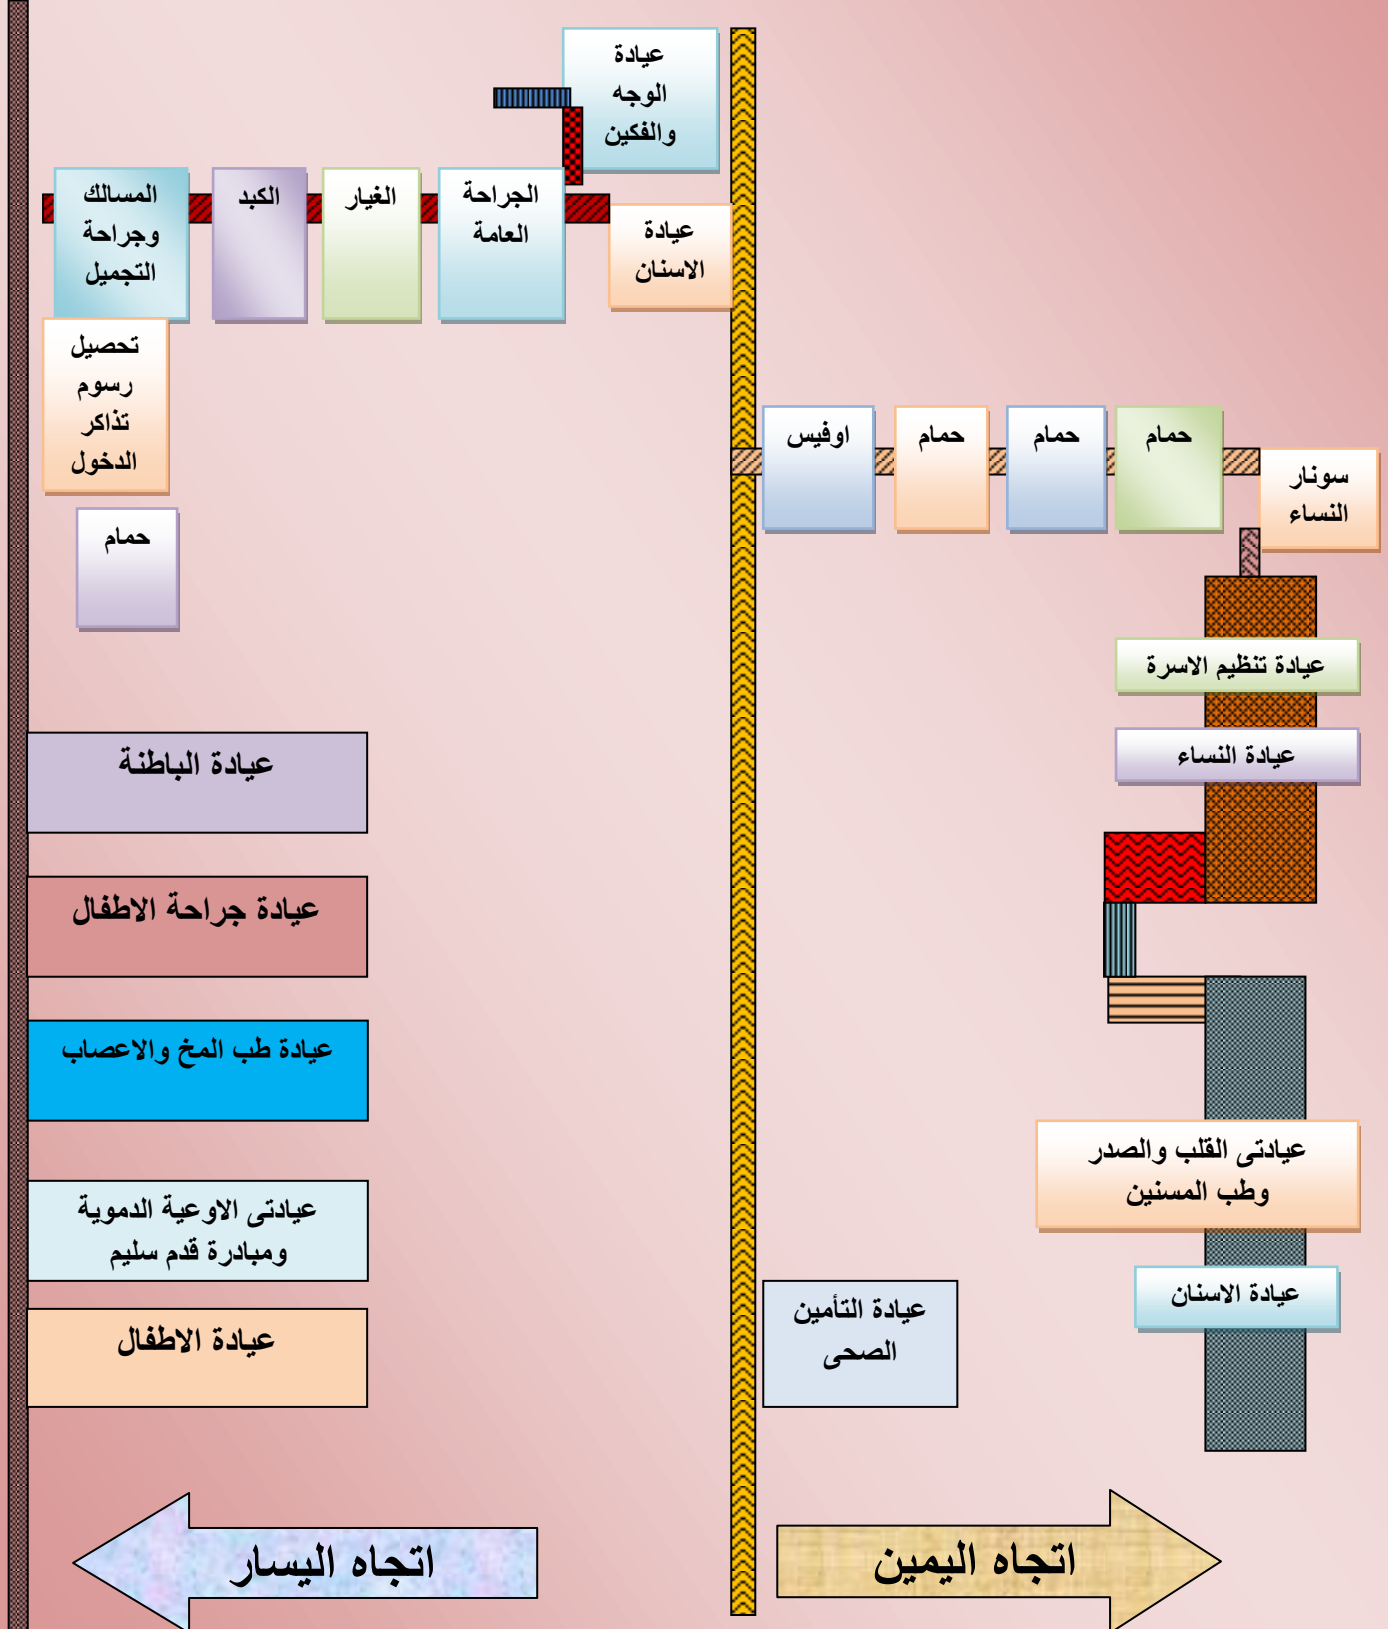 عيادة
الوجه
والفكين
عيادة
الاسنان
الجراحة
العامة
الغيار
الكبد
المسالك
وجراحة
التجميل
تحصيل
رسوم
تذاكر
الدخول
حمام
سونار
النساء
حمام
حمام
حمام
اوفيس
عيادة تنظيم الاسرة
عيادة النساء
عيادتى القلب والصدر
وطب المسنين
عيادة الاسنان
عيادة التأمين
الصحى
عيادة الباطنة
عيادة جراحة الاطفال
عيادة طب المخ والاعصاب
عيادتى الاوعية الدموية
ومبادرة قدم سليم
عيادة الاطفال
اتجاه اليمين
اتجاه اليسار